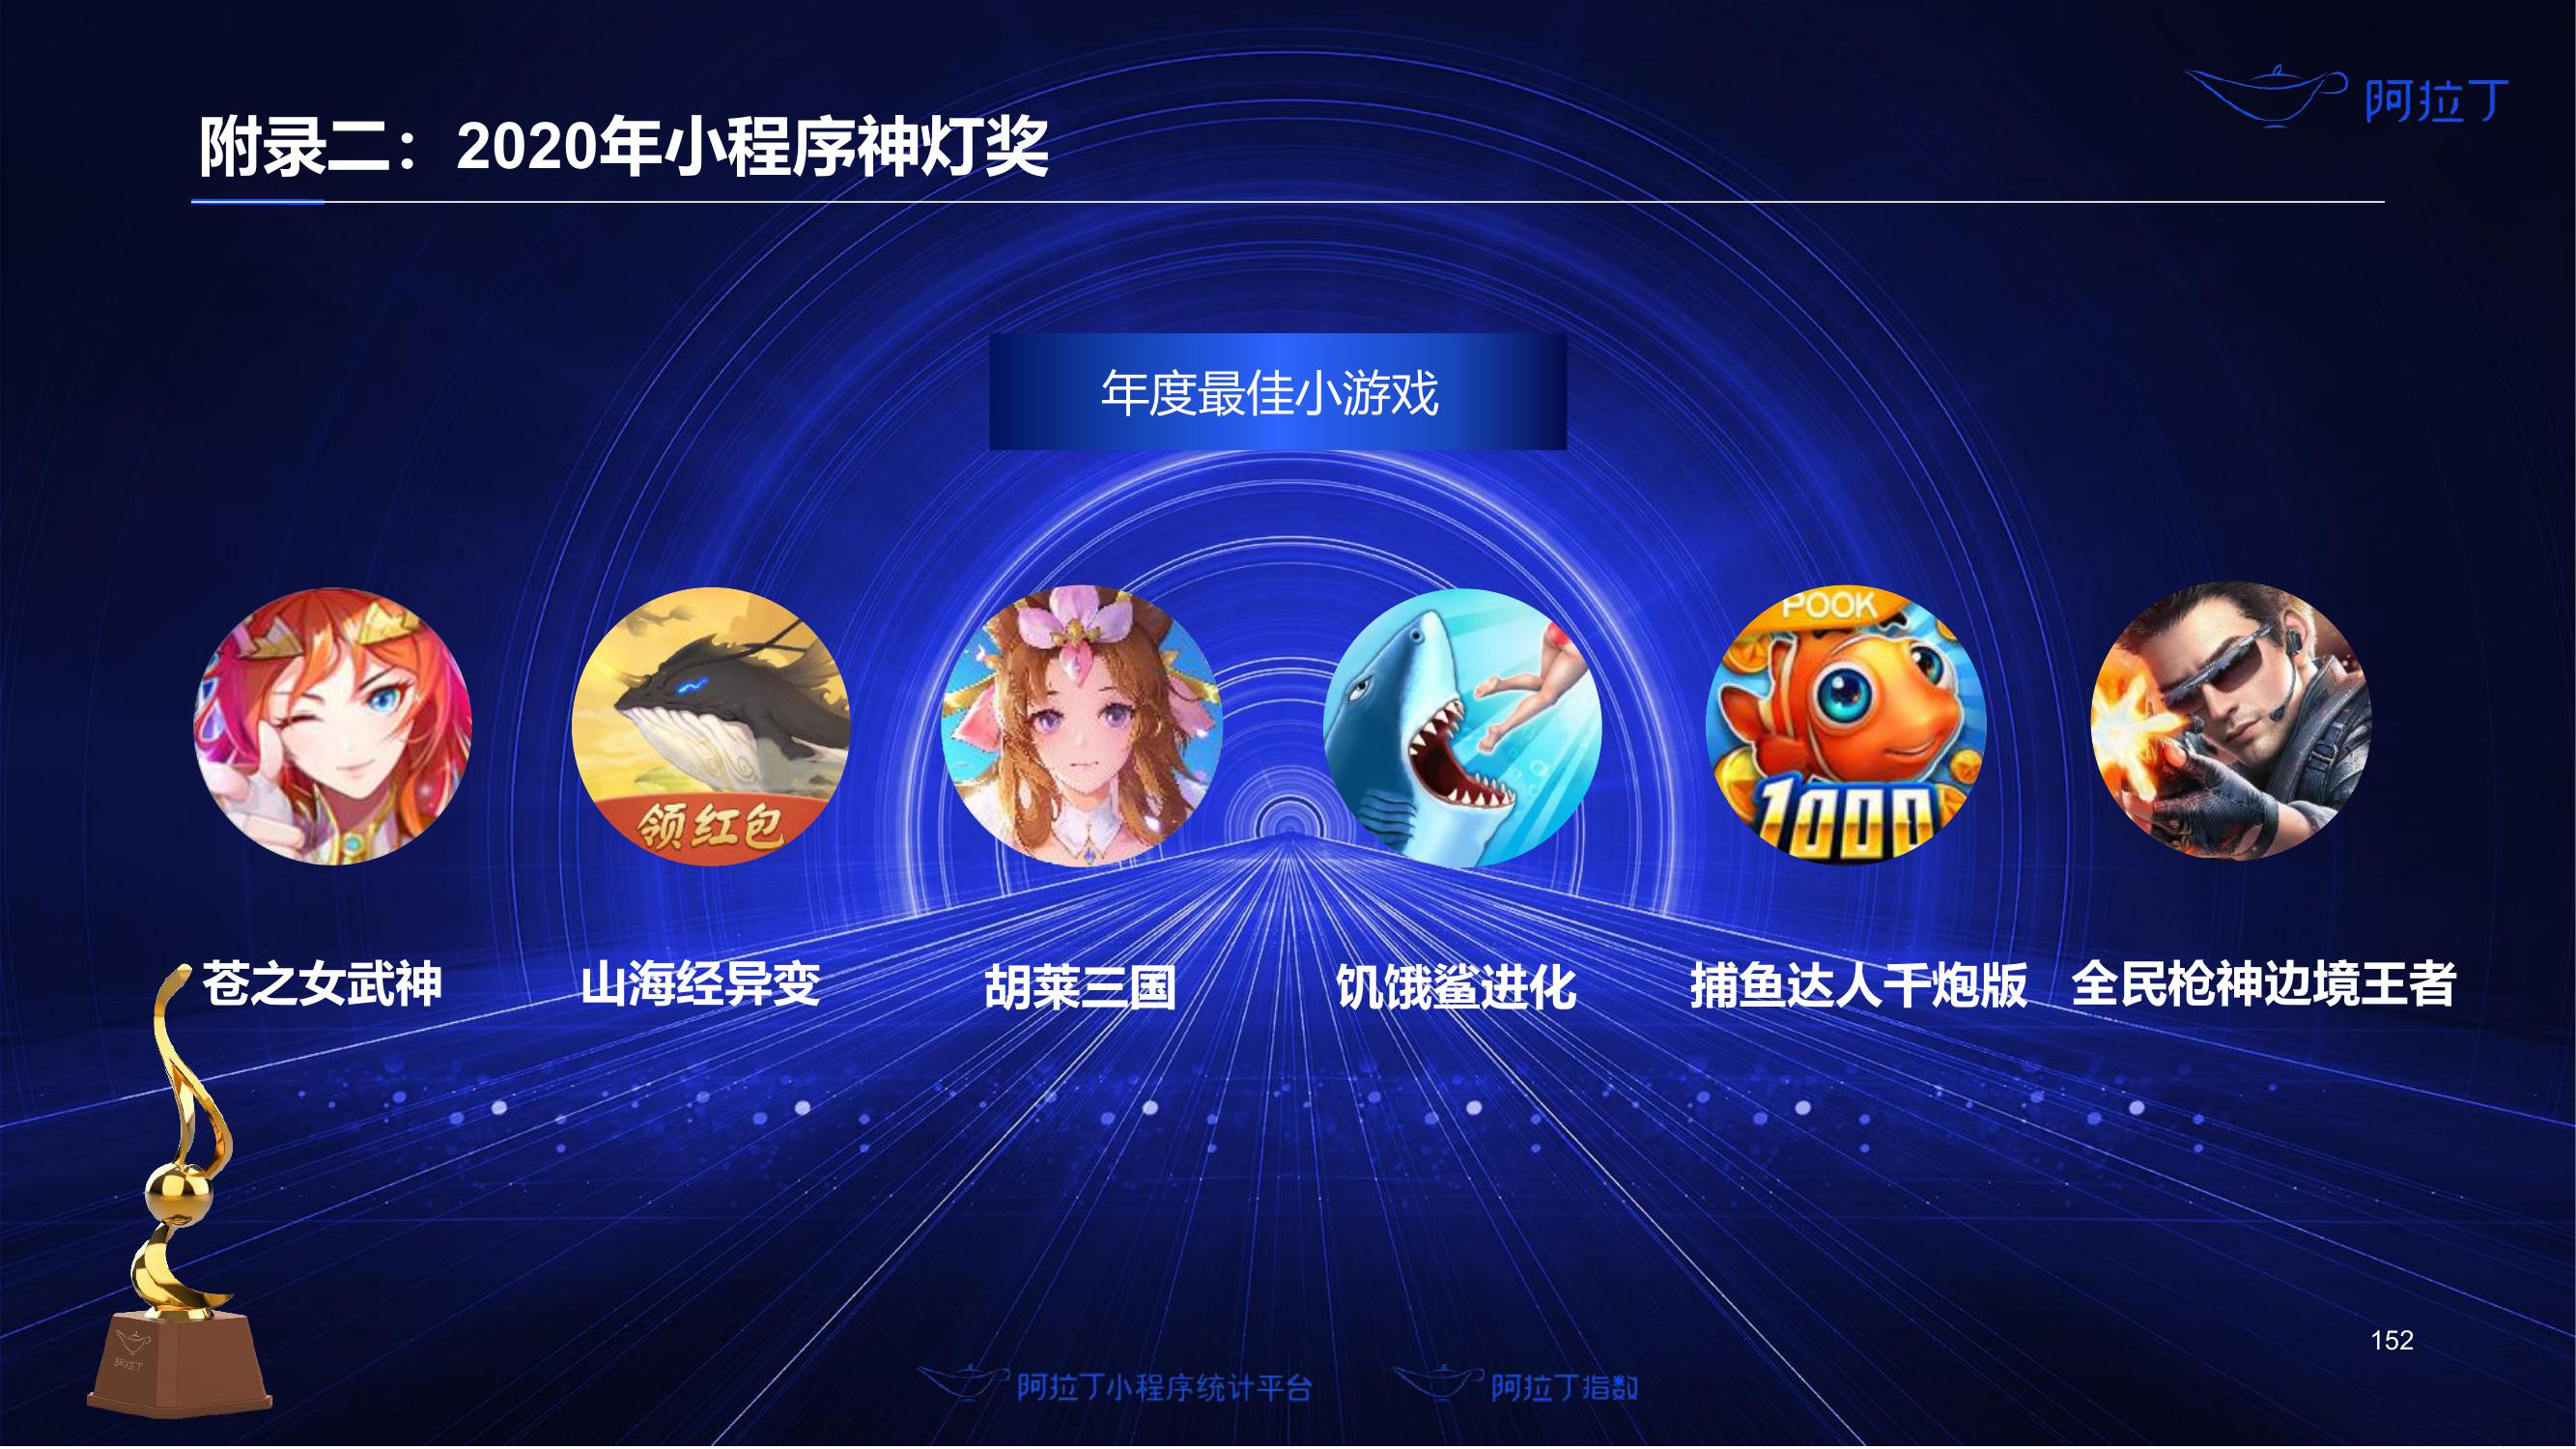 阿拉丁
附录二：2020年小程序神灯奖
年度最佳小游戏
领红包
POOK
1000
苍之女武神
山海经异变
胡莱三国
饥饿鲨进化
捕鱼达人千炮版
全民枪神边境王者
阿拉丁
152
阿拉丁小程序统计平台
阿拉丁指数